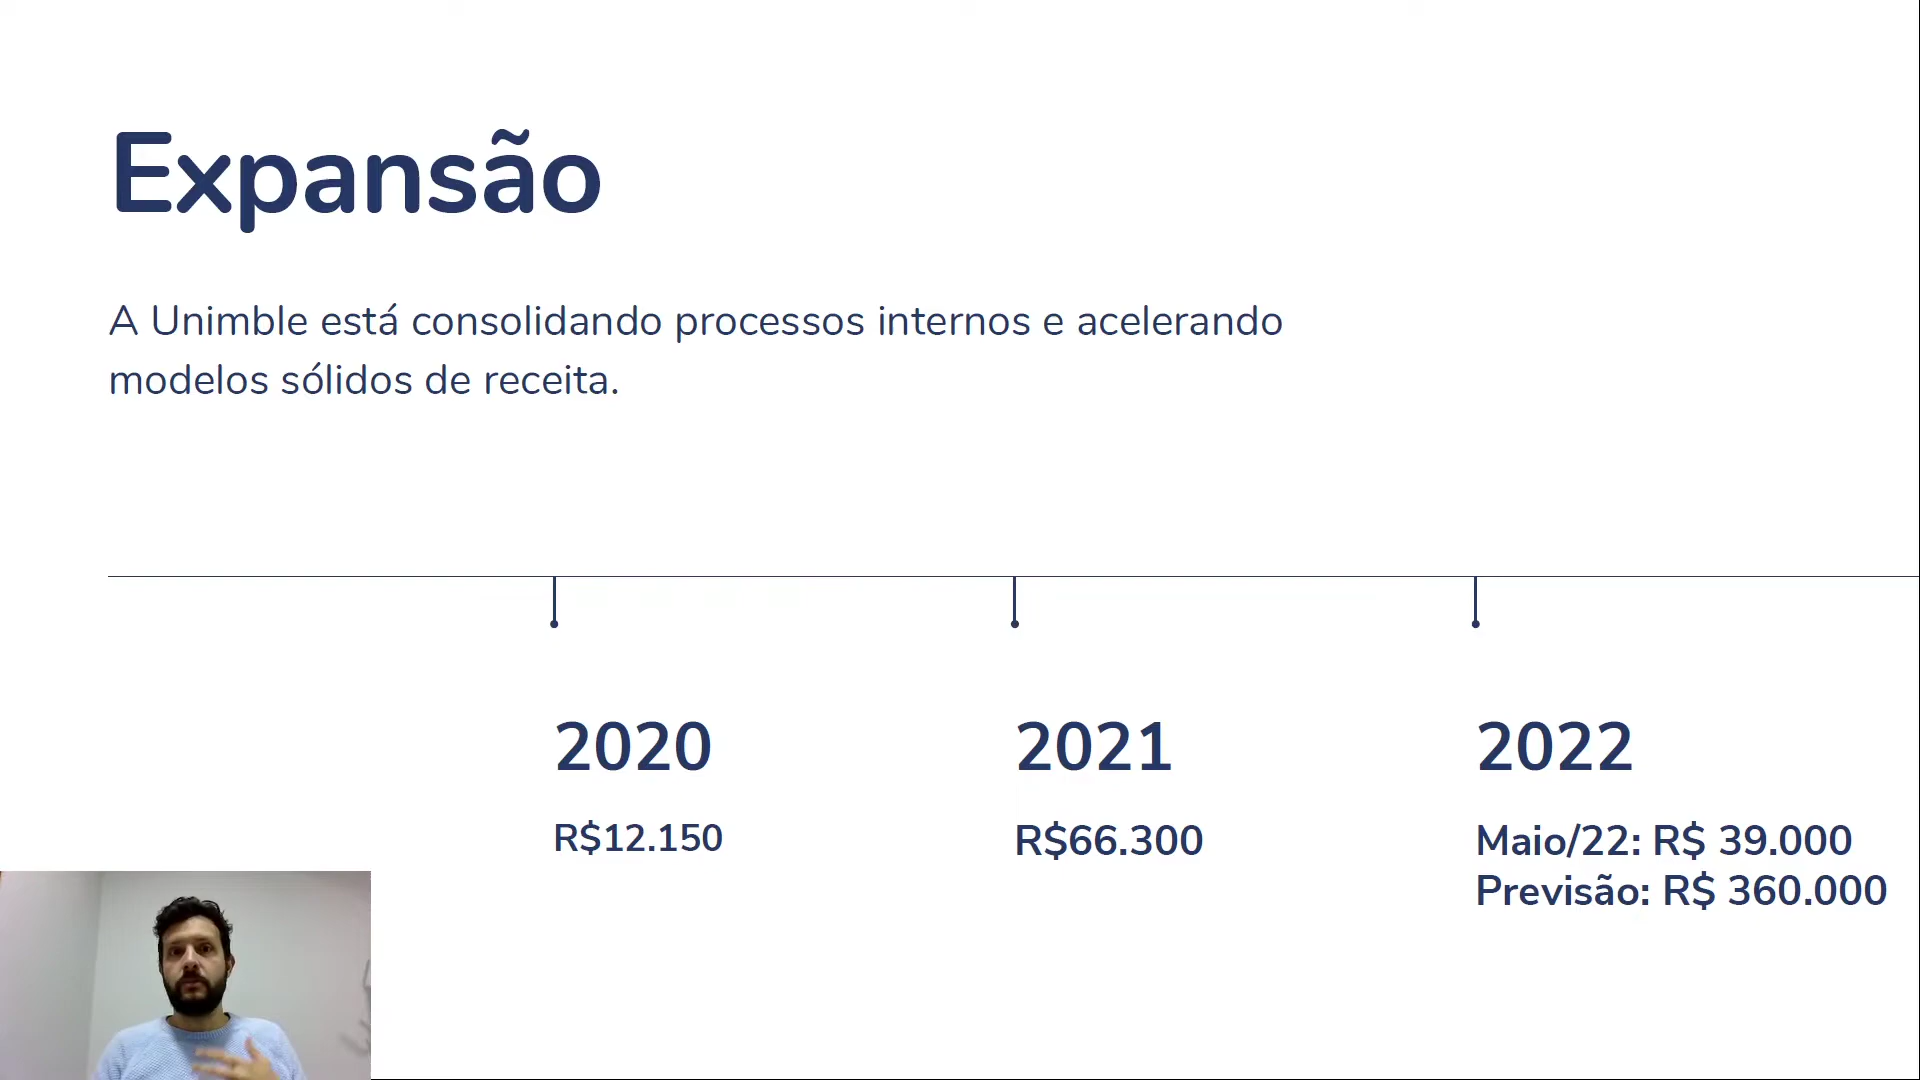 Expansão
A Unimble está consolidando processos internos e acelerando
modelos sólidos de receita.
2020
R$12.150
2021
R$66.300
2022
Maio/22: R$ 39.000
Previsão: R$ 360.000